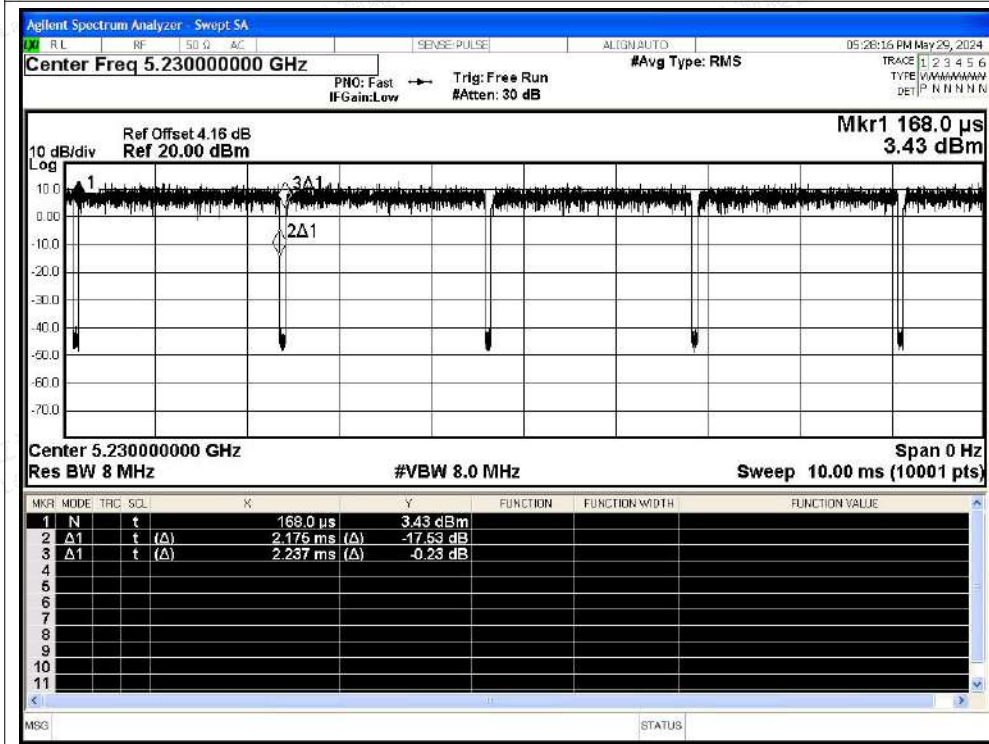 Agilent Spectrum Analyzer - Swept SA
LXI RL RF 50 Ω AC SENSE:PULSE ALIGN AUTO 05:28:16 PM May 29, 2024
Center Freq 5.230000000 GHz #Avg Type: RMS TRACE 1 2 3 4 5 6
PNO: Fast Trig: Free Run TYPE
IFGain:Low #Atten: 30 dB DET P N N N N N
Mkr1 168.0 µs
Ref Offset 4.16 dB
10 dB/div Ref 20.00 dBm 3.43 dBm
Log
10.0
1
3Δ1
0.00
2Δ1
-10.0
-20.0
-30.0
-40.0
-50.0
-60.0
-70.0
Center 5.230000000 GHz Span 0 Hz
Res BW 8 MHz #VBW 8.0 MHz Sweep 10.00 ms (10001 pts)
MKR MODE TRC SCL X Y FUNCTION FUNCTION WIDTH FUNCTION VALUE
1 N t 168.0 µs 3.43 dBm
2 Δ1 t (Δ) 2.175 ms (Δ) -17.53 dB
3 Δ1 t (Δ) 2.237 ms (Δ) -0.23 dB
4
5
6
7
8
9
10
11
MSG STATUS